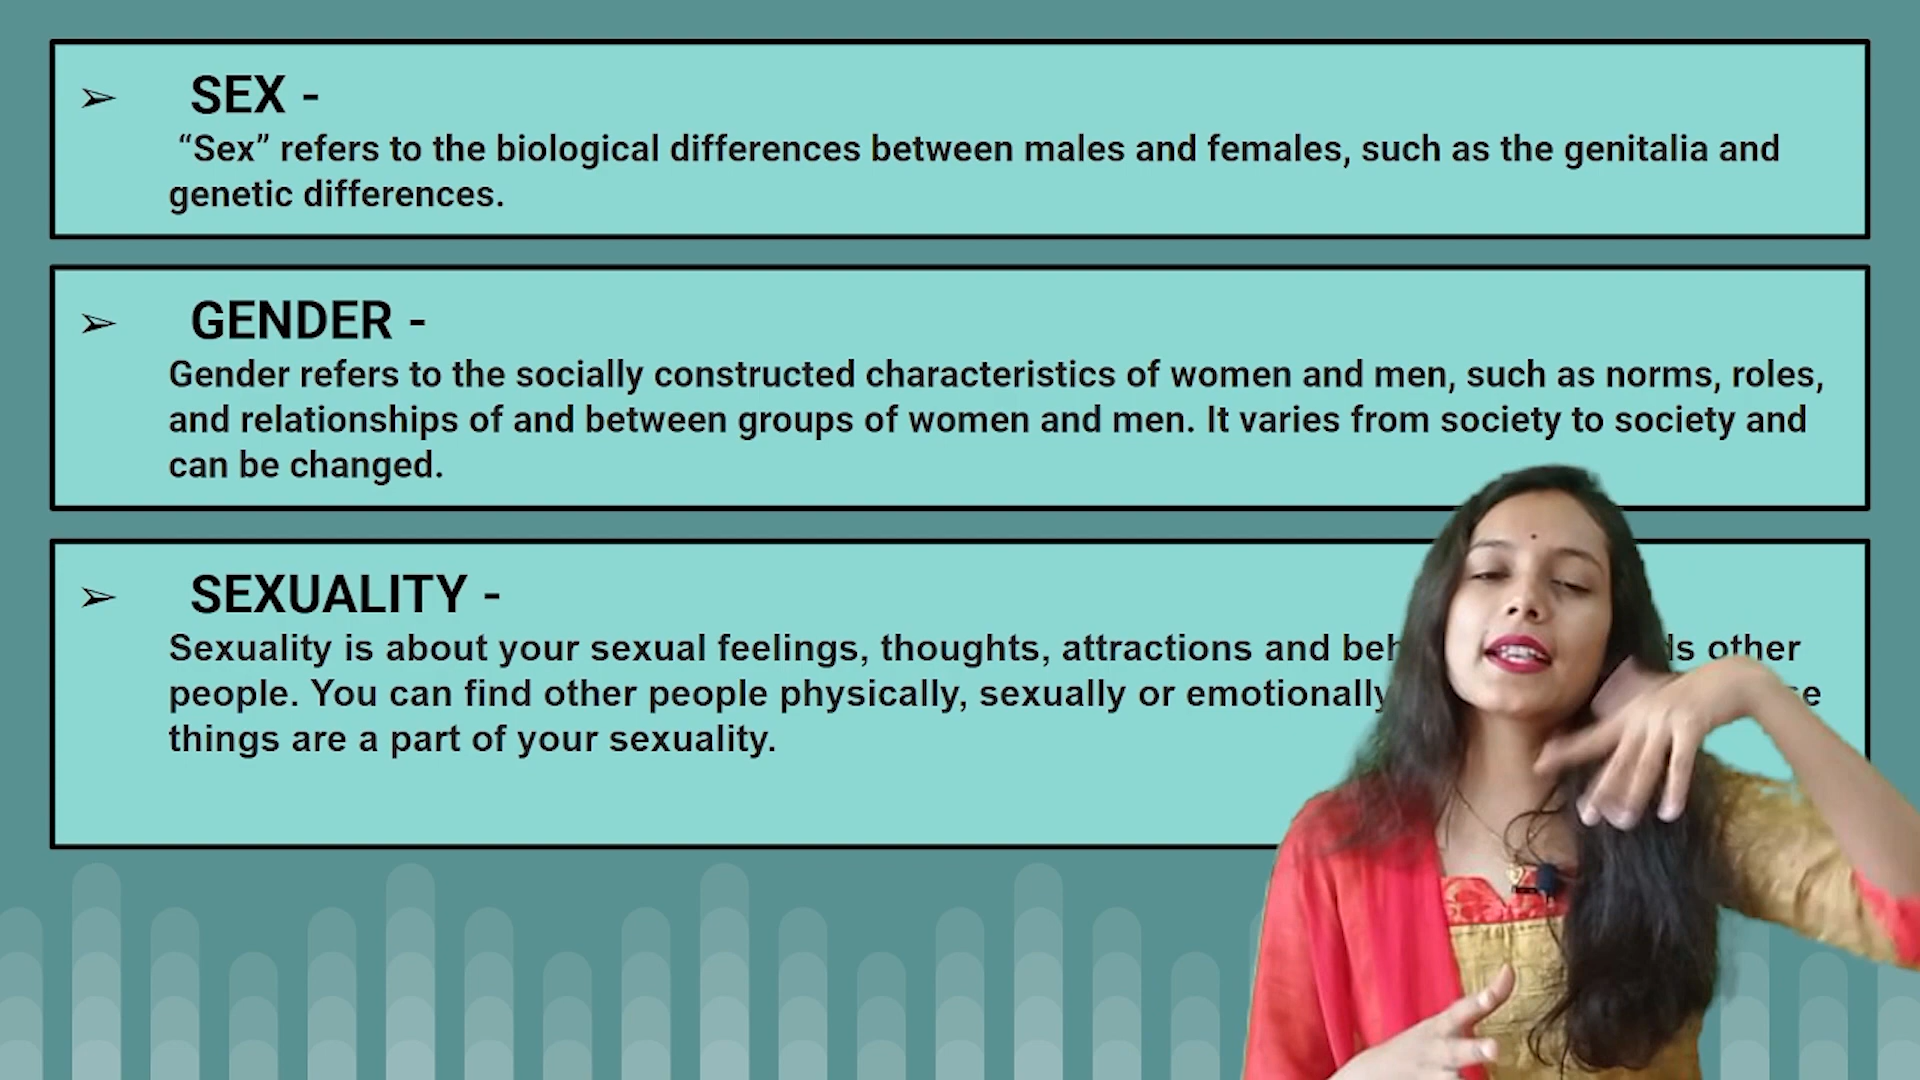 ➢ SEX -
“Sex” refers to the biological differences between males and females, such as the genitalia and
genetic differences.
➢ GENDER -
Gender refers to the socially constructed characteristics of women and men, such as norms, roles,
and relationships of and between groups of women and men. It varies from society to society and
can be changed.
➢ SEXUALITY -
Sexuality is about your sexual feelings, thoughts, attractions and other
people. You can find other people physically, sexually or emotionally
things are a part of your sexuality.